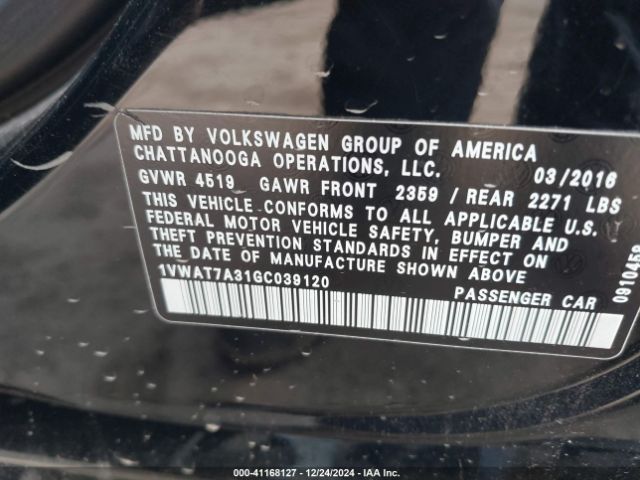 MFD BY VOLKSWAGEN GROUP OF AMERICA
CHATTANOOGA OPERATIONS, LLC. 03/2016
GVWR 4519 GAWR FRONT 2359 / REAR 2271 LBS
THIS VEHICLE CONFORMS TO ALL APPLICABLE U.S.
FEDERAL MOTOR VEHICLE SAFETY, BUMPER AND
THEFT PREVENTION STANDARDS IN EFFECT ON
THE DATE OF MANUFACTURE SHOWN ABOVE
1VWAT7A31GC039120 PASSENGER CAR
0910458
000-41168127 - 12/24/2024 - IAA Inc.